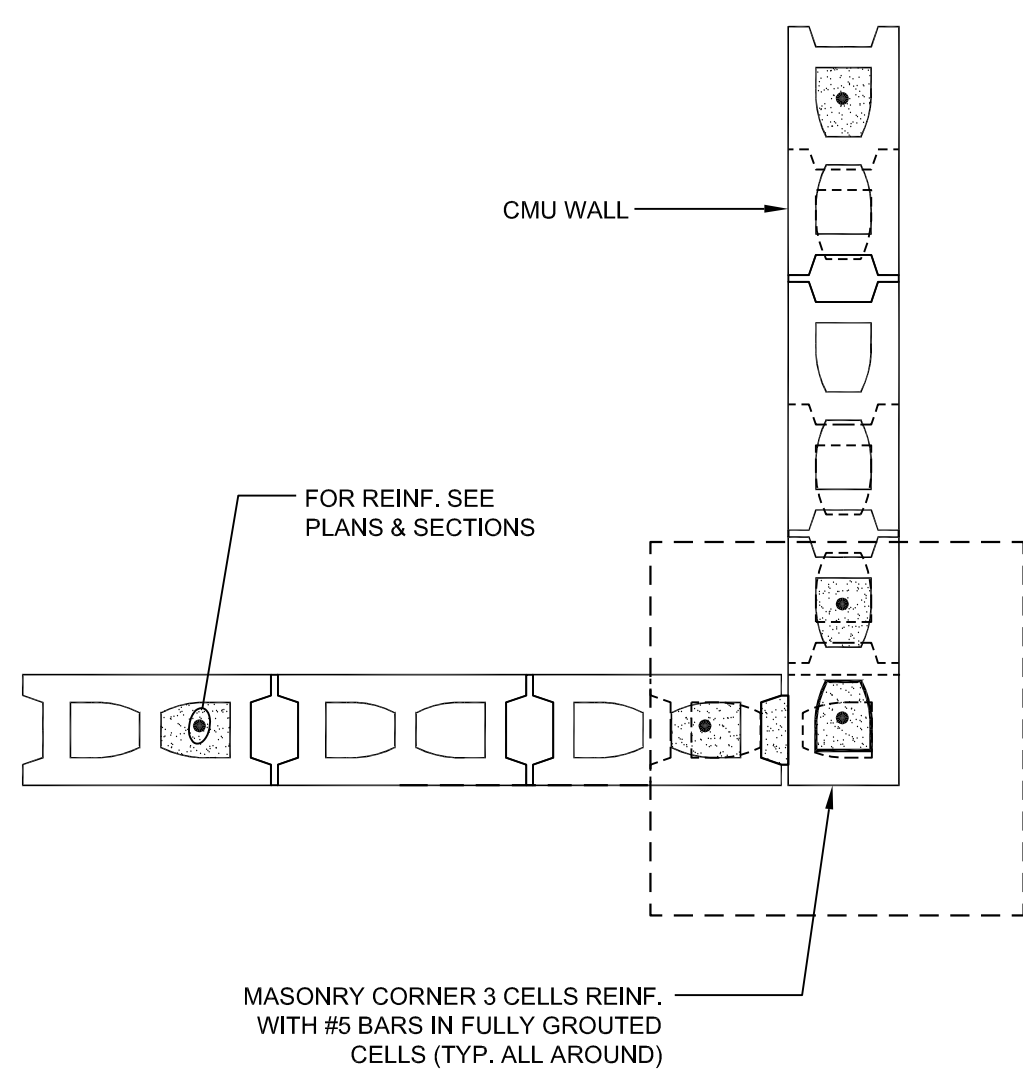 CMU WALL
FOR REINF. SEE
PLANS & SECTIONS
MASONRY CORNER 3 CELLS REINF.
WITH #5 BARS IN FULLY GROUTED
CELLS (TYP. ALL AROUND)